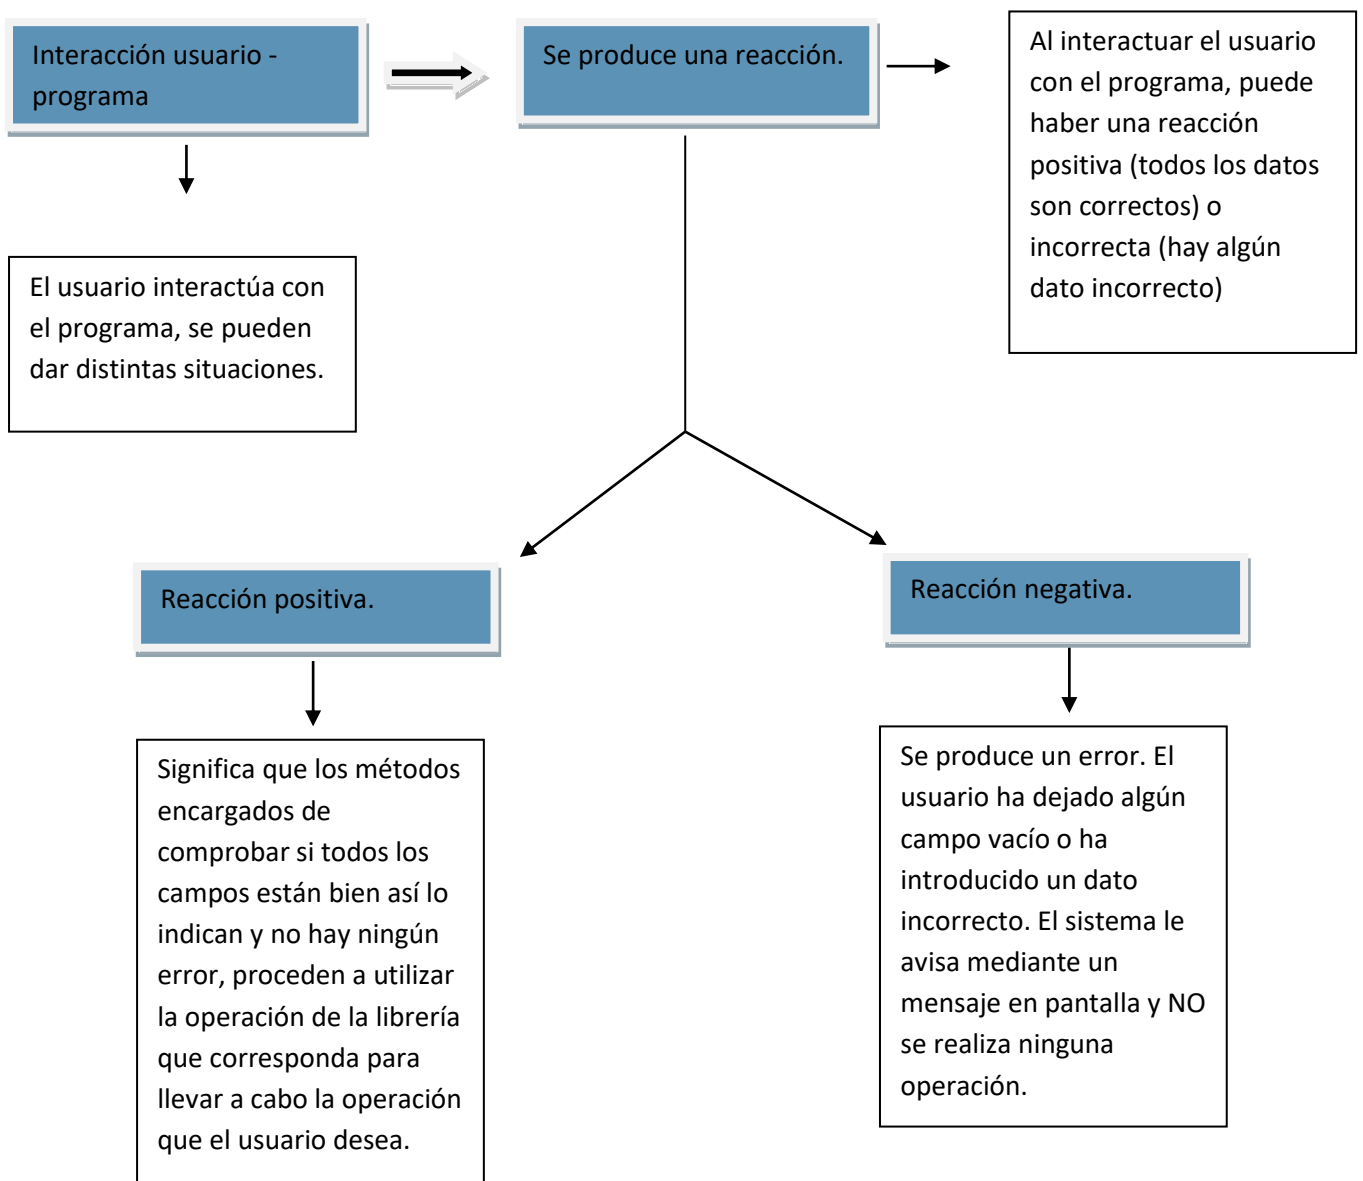 Interacción usuario -
programa
Se produce una reacción.
Al interactuar el usuario
con el programa, puede
haber una reacción
positiva (todos los datos
son correctos) o
incorrecta (hay algún
dato incorrecto)
El usuario interactúa con
el programa, se pueden
dar distintas situaciones.
Reacción positiva.
Reacción negativa.
Significa que los métodos
encargados de
comprobar si todos los
campos están bien así lo
indican y no hay ningún
error, proceden a utilizar
la operación de la librería
que corresponda para
llevar a cabo la operación
que el usuario desea.
Se produce un error. El
usuario ha dejado algún
campo vacío o ha
introducido un dato
incorrecto. El sistema le
avisa mediante un
mensaje en pantalla y NO
se realiza ninguna
operación.